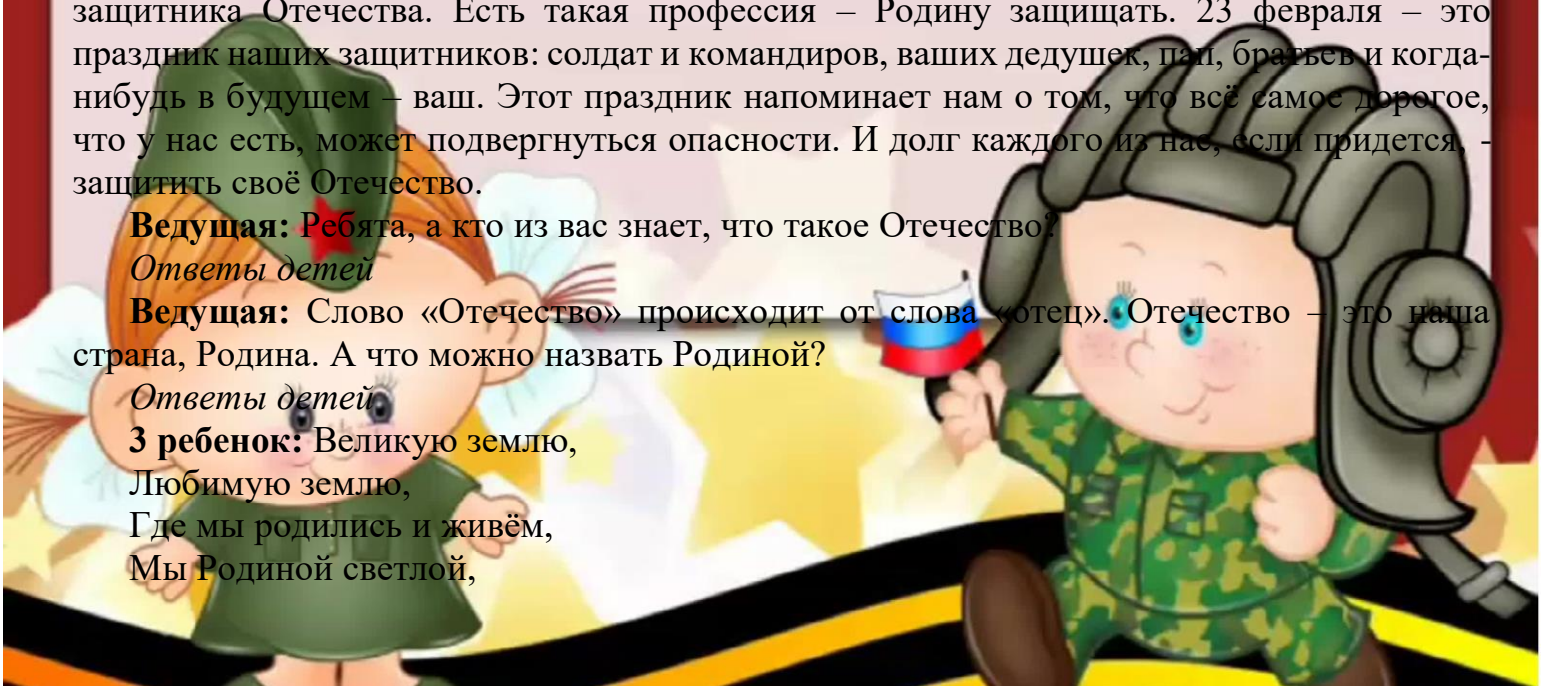 защитника Отечества. Есть такая профессия – Родину защищать. 23 февраля – это
праздник наших защитников: солдат и командиров, ваших дедушек, пап, братьев и когда-
нибудь в будущем – ваш. Этот праздник напоминает нам о том, что всё самое дорогое,
что у нас есть, может подвергнуться опасности. И долг каждого из нас, если придется, -
защитить своё Отечество.
Ведущая: Ребята, а кто из вас знает, что такое Отечество?
Ответы детей
Ведущая: Слово «Отечество» происходит от слова «отец». Отечество – это наша
страна, Родина. А что можно назвать Родиной?
Ответы детей
3 ребенок: Великую землю,
Любимую землю,
Где мы родились и живём,
Мы Родиной светлой,